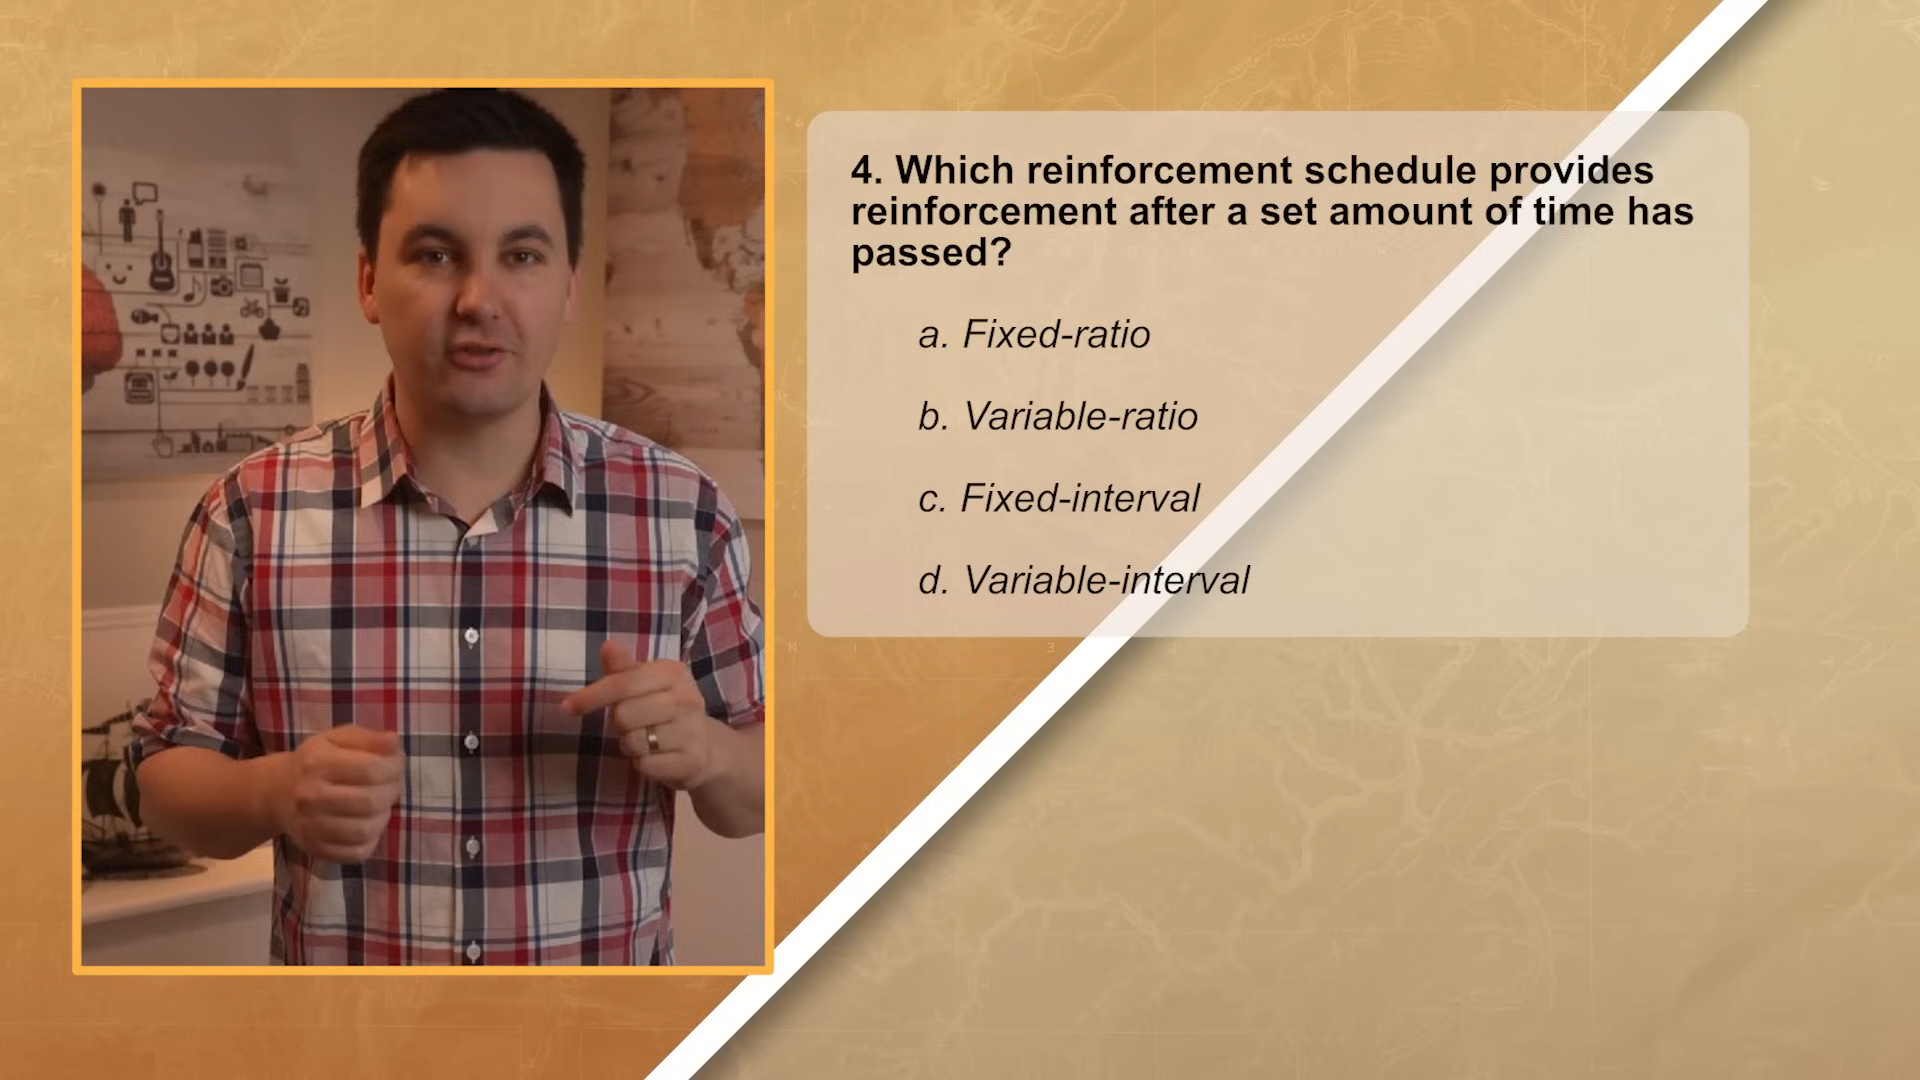 4. Which reinforcement schedule provides
reinforcement after a set amount of time has
passed?
a. Fixed-ratio
b. Variable-ratio
c. Fixed-interval
d. Variable-interval